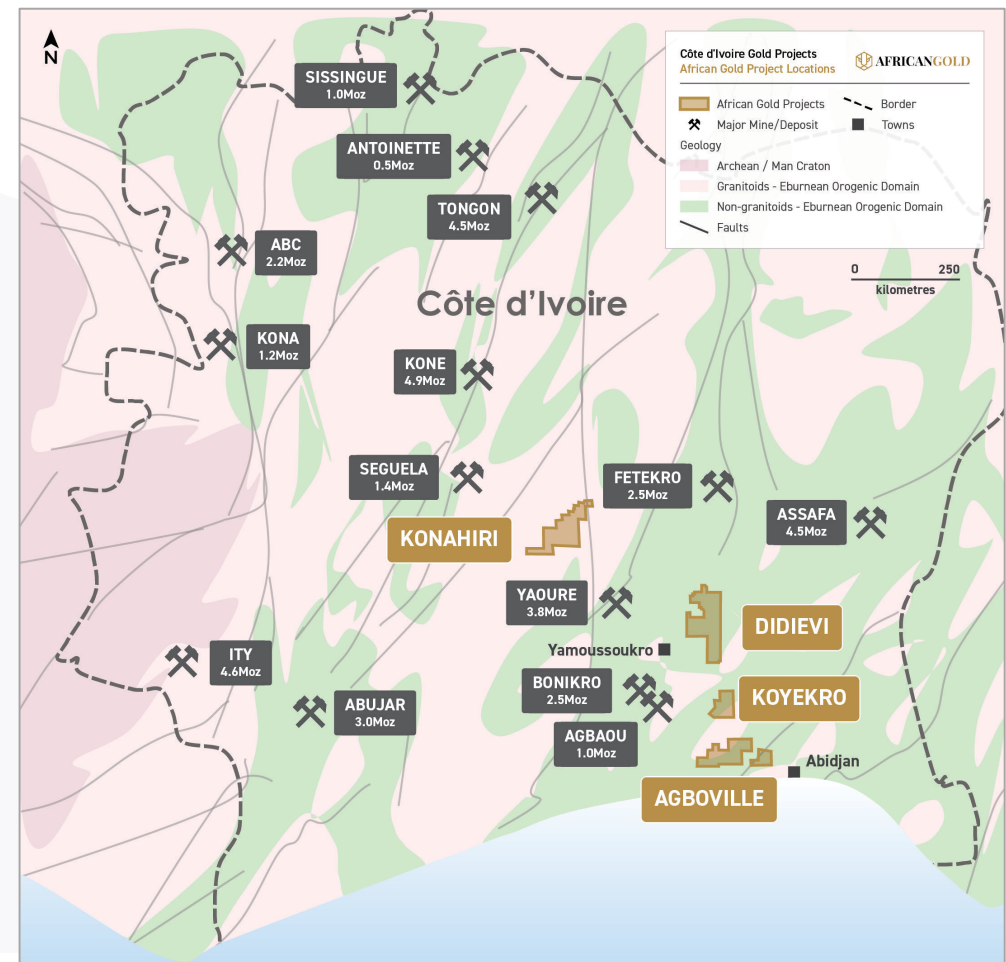 N
SISSINGUE
1.0Moz
ANTOINETTE
0.5Moz
TONGON
4.5Moz
ABC
2.2Moz
Côte d'Ivoire
KONA
1.2Moz
KONE
4.9Moz
SEGUELA
1.4Moz
FETEKRO
2.5Moz
ASSAFA
4.5Moz
KONAHIRI
YAOURE
3.8Moz
DIDIEVI
Yamoussoukro
ITY
4.6Moz
BONIKRO
2.5Moz
KOYEKRO
ABUJAR
3.0Moz
AGBAOU
1.0Moz
Abidjan
AGBOVILLE
Côte d'Ivoire Gold Projects
African Gold Project Locations
AFRICANGOLD
African Gold Projects
Border
Major Mine/Deposit
Towns
Geology
Archean / Man Craton
Granitoids - Eburnean Orogenic Domain
Non-granitoids - Eburnean Orogenic Domain
Faults
0 250
kilometres